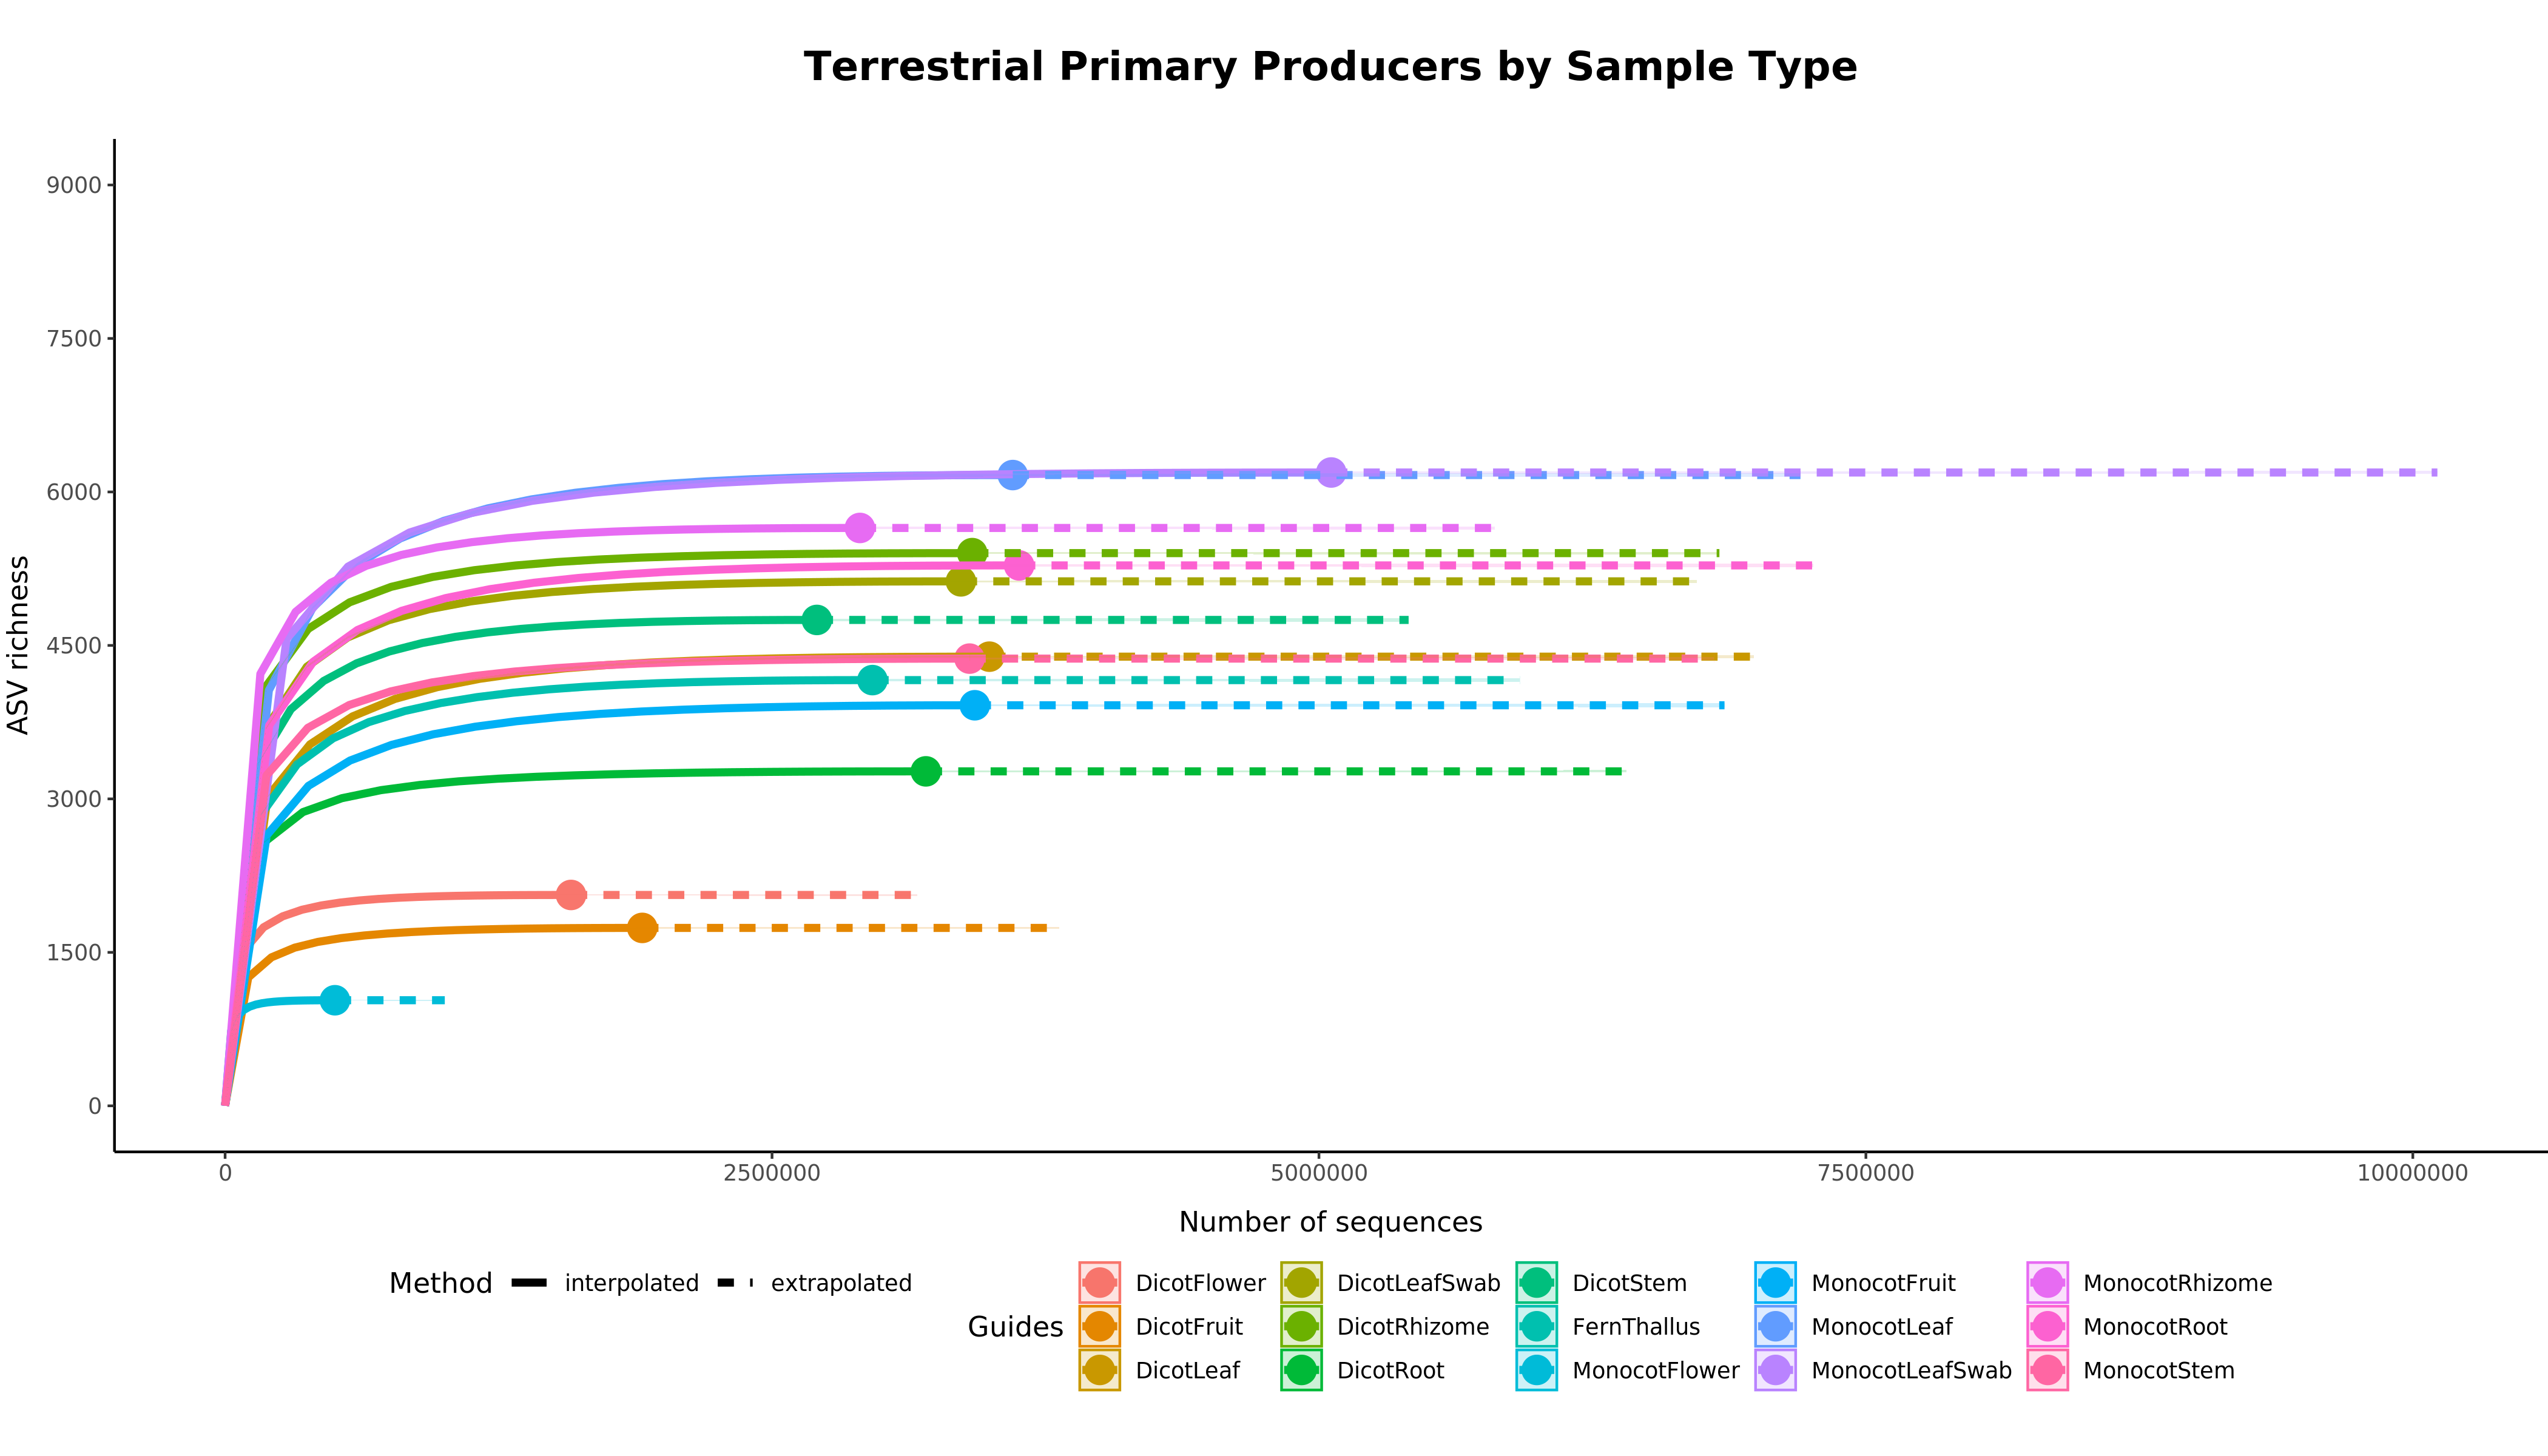 Terrestrial Primary Producers by Sample Type
ASV richness
9000
7500
6000
4500
3000
1500
0
0 2500000 5000000 7500000 10000000
Number of sequences
Method interpolated extrapolated
Guides
DicotFlower DicotLeafSwab DicotStem MonocotFruit MonocotRhizome
DicotFruit DicotRhizome FernThallus MonocotLeaf MonocotRoot
DicotLeaf DicotRoot MonocotFlower MonocotLeafSwab MonocotStem